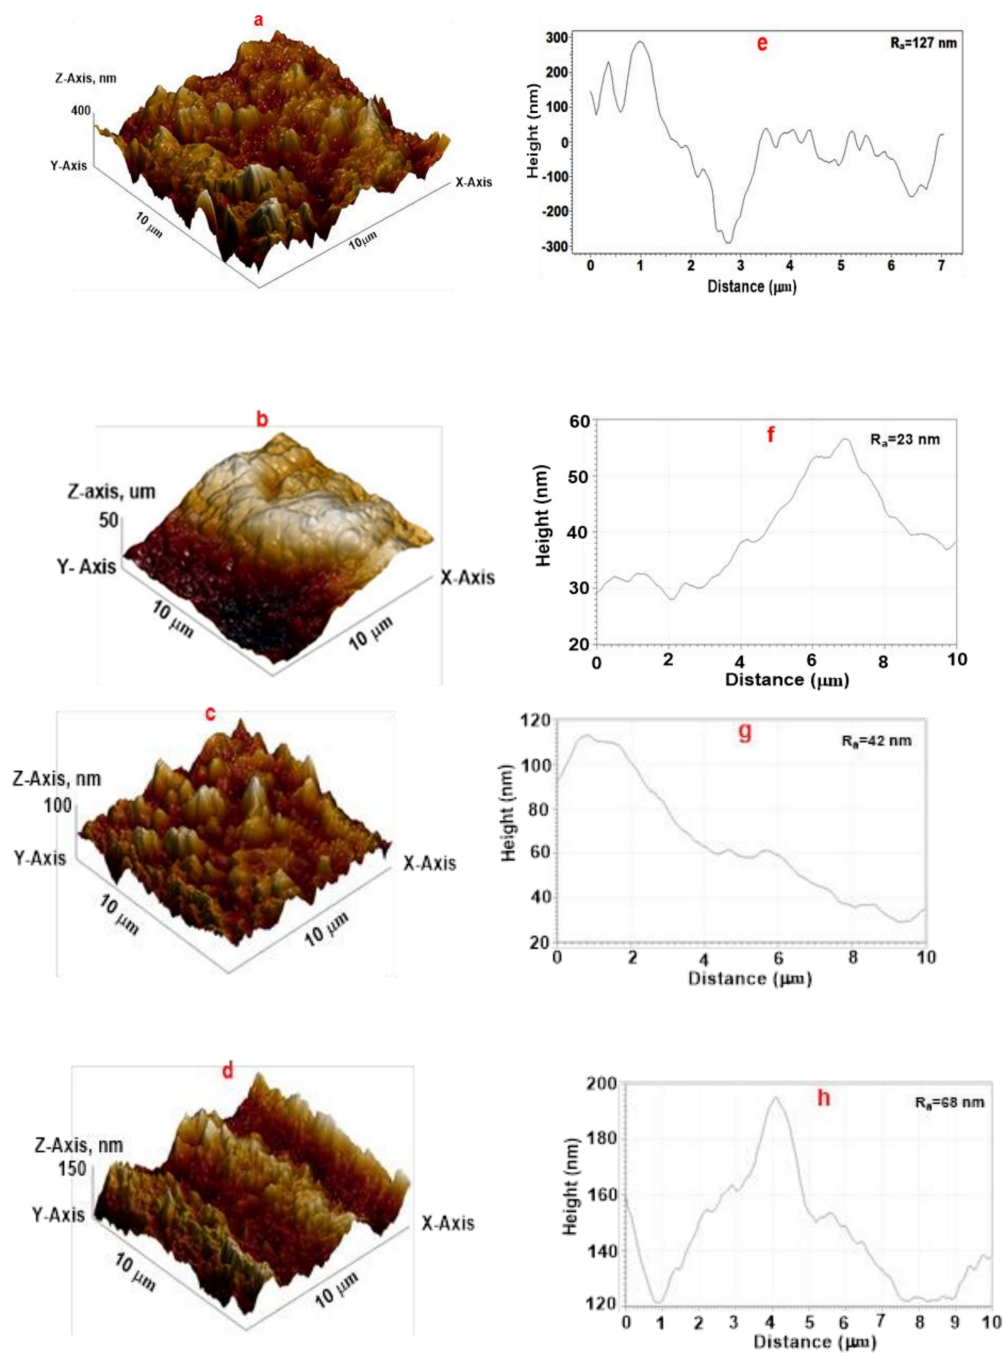 a
Z-Axis, nm
400
Y-Axis
X-Axis
10 μm
10μm
e
Ra=127 nm
300
200
100
0
-100
-200
-300
Height (nm)
0 1 2 3 4 5 6 7
Distance (μm)
b
Z-axis, um
50
Y- Axis
X-Axis
10 μm
10 μm
f
Ra=23 nm
60
50
40
30
20
Height (nm)
0 2 4 6 8 10
Distance (μm)
c
Z-Axis, nm
100
Y-Axis
X-Axis
10 μm
10 μm
g
Ra=42 nm
120
100
80
60
40
20
Height (nm)
0 2 4 6 8 10
Distance (μm)
d
Z-Axis, nm
150
Y-Axis
X-Axis
10 μm
10 μm
h
Ra=68 nm
200
180
160
140
120
Height (nm)
0 1 2 3 4 5 6 7 8 9 10
Distance (μm)